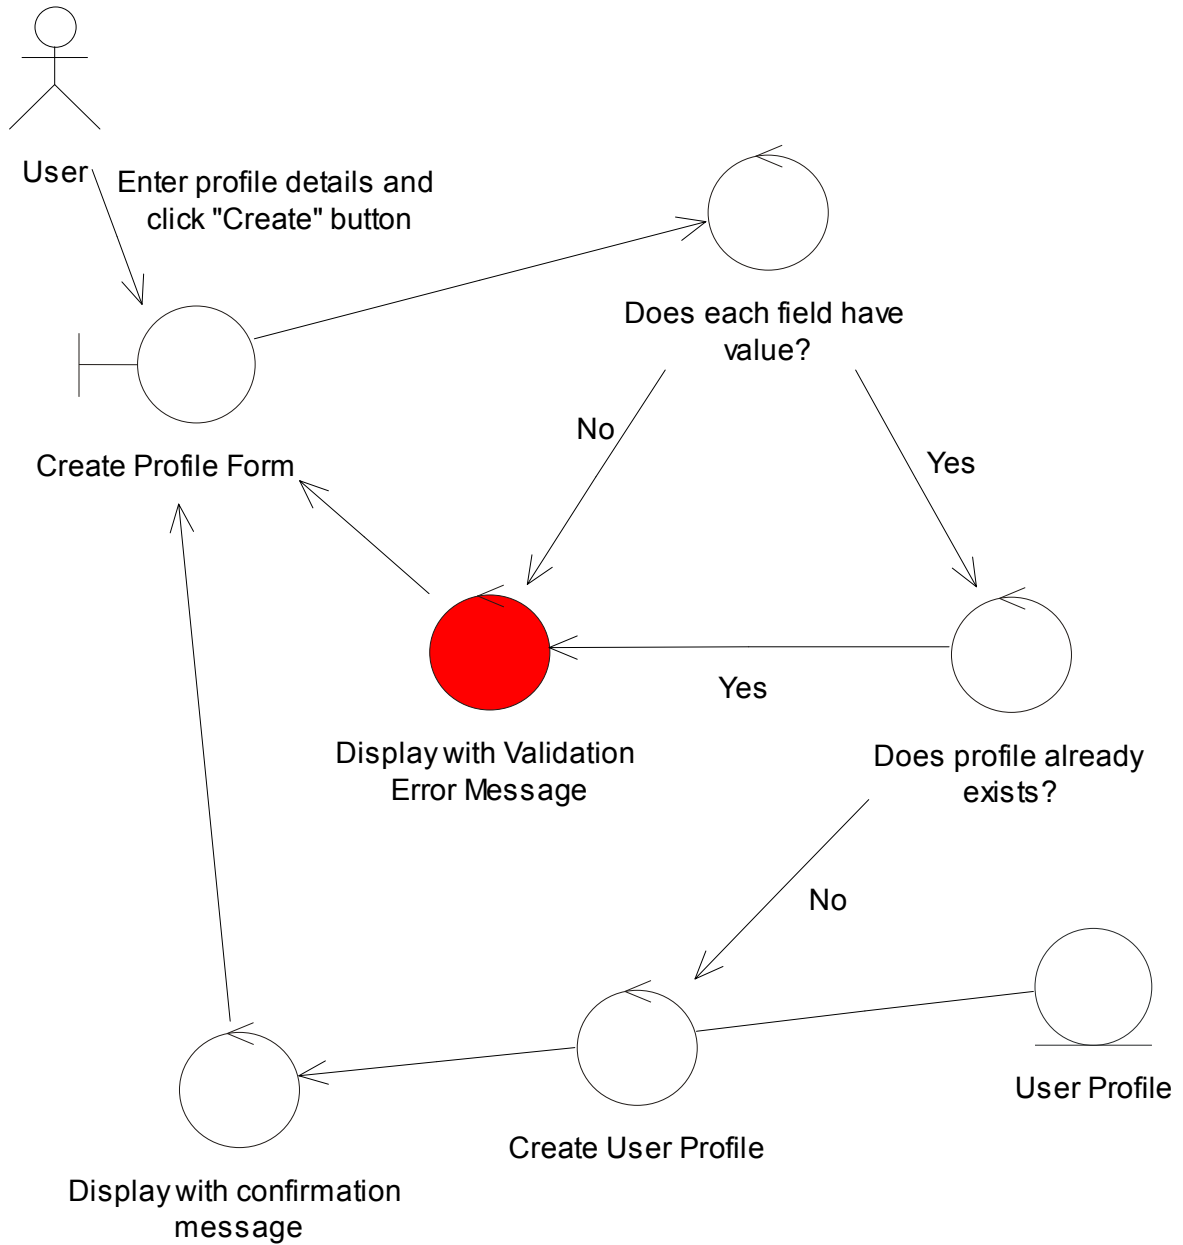 User
Enter profile details and
click "Create" button
Does each field have
value?
No
Yes
Create Profile Form
Yes
Display with Validation
Error Message
Does profile already
exists?
No
User Profile
Create User Profile
Display with confirmation
message